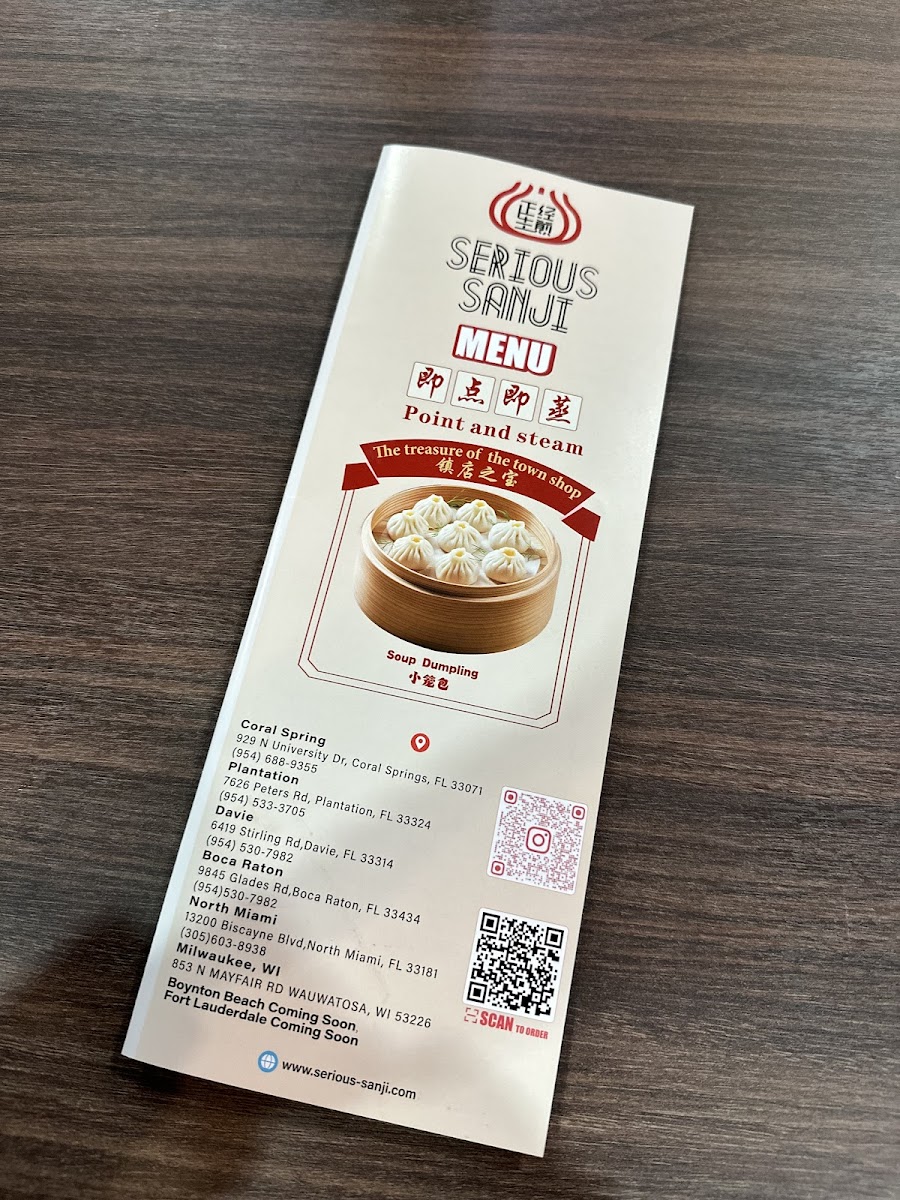 正经
生煎
SERIOUS
SANJI
MENU
即点即蒸
Point and steam
The treasure of the town shop
镇店之宝
Soup Dumpling
小笼包
Coral Spring
929 N University Dr, Coral Springs, FL 33071
(954) 688-9355
Plantation
7626 Peters Rd, Plantation, FL 33324
(954) 533-3705
Davie
6419 Stirling Rd,Davie, FL 33314
(954) 530-7982
Boca Raton
9845 Glades Rd,Boca Raton, FL 33434
(954)530-7982
North Miami
13200 Biscayne Blvd,North Miami, FL 33181
(305)603-8938
Milwaukee, WI
853 N MAYFAIR RD WAUWATOSA, WI 53226
Boynton Beach Coming Soon,
Fort Lauderdale Coming Soon
SCAN TO ORDER
www.serious-sanji.com